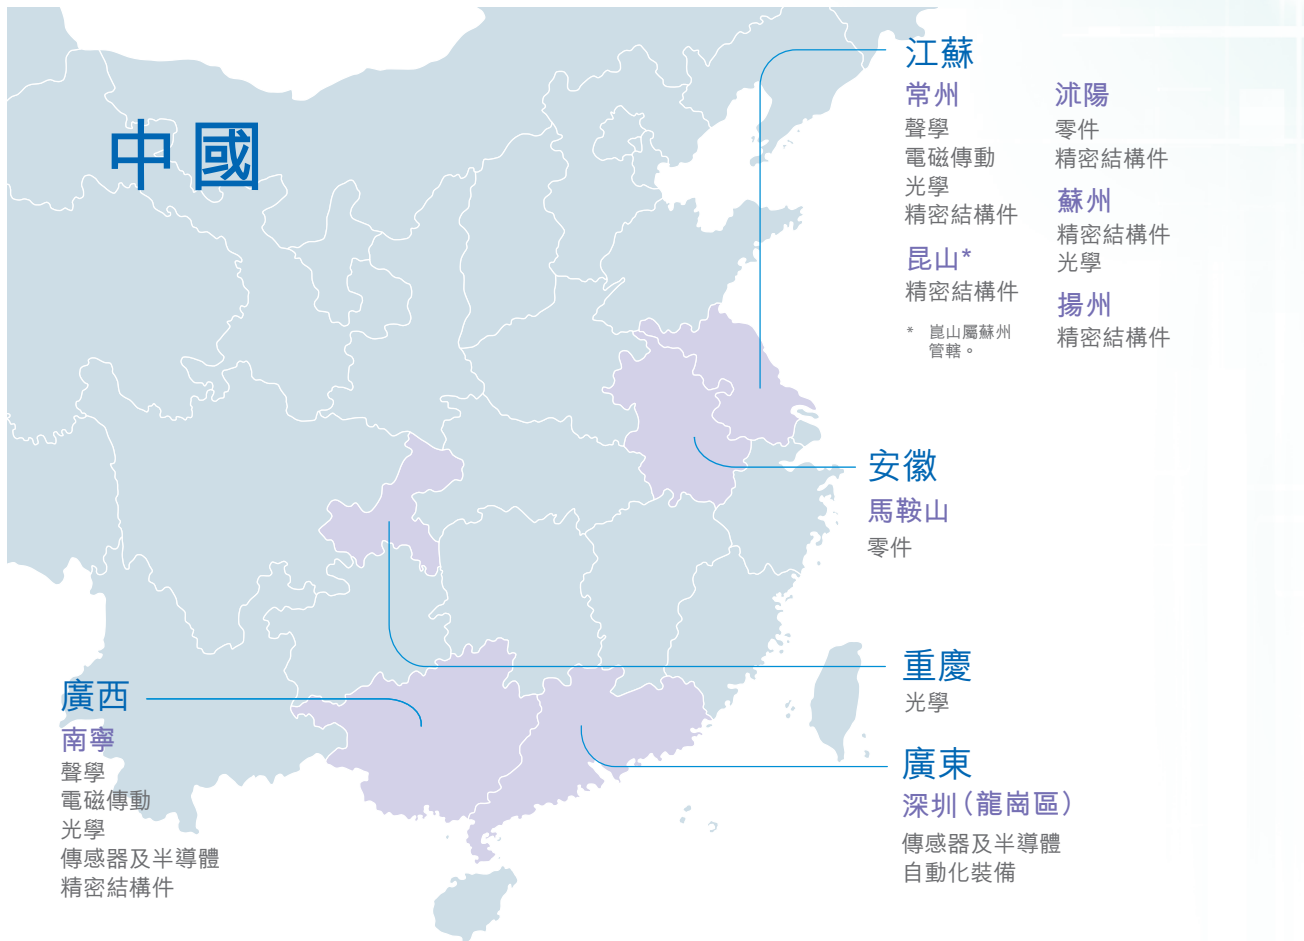 中國
江蘇
常州
聲學
電磁傳動
光學
精密結構件
昆山*
精密結構件
* 崑山屬蘇州
管轄。
沭陽
零件
精密結構件
蘇州
精密結構件
光學
揚州
精密結構件
安徽
馬鞍山
零件
重慶
光學
廣東
深圳(龍崗區)
傳感器及半導體
自動化裝備
廣西
南寧
聲學
電磁傳動
光學
傳感器及半導體
精密結構件